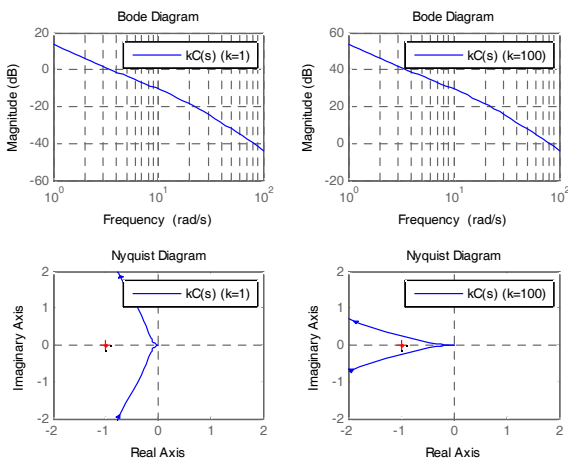 Bode Diagram
20
0
-20
-40
-60
Magnitude (dB)
kC(s) (k=1)
10^0
10^1
10^2
Frequency (rad/s)
Bode Diagram
60
40
20
0
-20
Magnitude (dB)
kC(s) (k=100)
10^0
10^1
10^2
Frequency (rad/s)
Nyquist Diagram
2
1
0
-1
-2
Imaginary Axis
kC(s) (k=1)
-2
-1
0
1
2
Real Axis
Nyquist Diagram
2
1
0
-1
-2
Imaginary Axis
kC(s) (k=100)
-2
-1
0
1
2
Real Axis